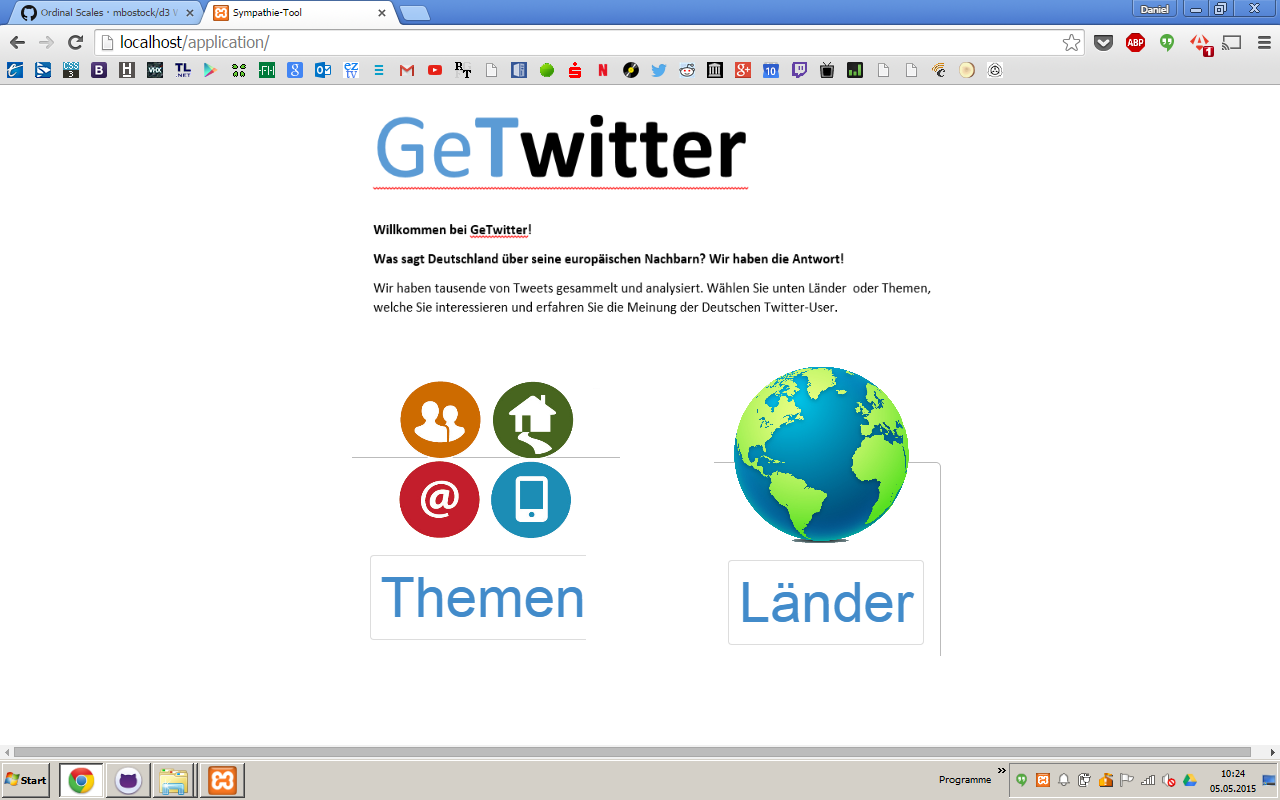 Ordinal Scales · mbostock/d3 W
Sympathie-Tool
Daniel
localhost/application/
GeTwitter
Willkommen bei GeTwitter!
Was sagt Deutschland über seine europäischen Nachbarn? Wir haben die Antwort!
Wir haben tausende von Tweets gesammelt und analysiert. Wählen Sie unten Länder oder Themen,
welche Sie interessieren und erfahren Sie die Meinung der Deutschen Twitter-User.
@
Themen
Länder
Start
Programme
10:24
05.05.2015